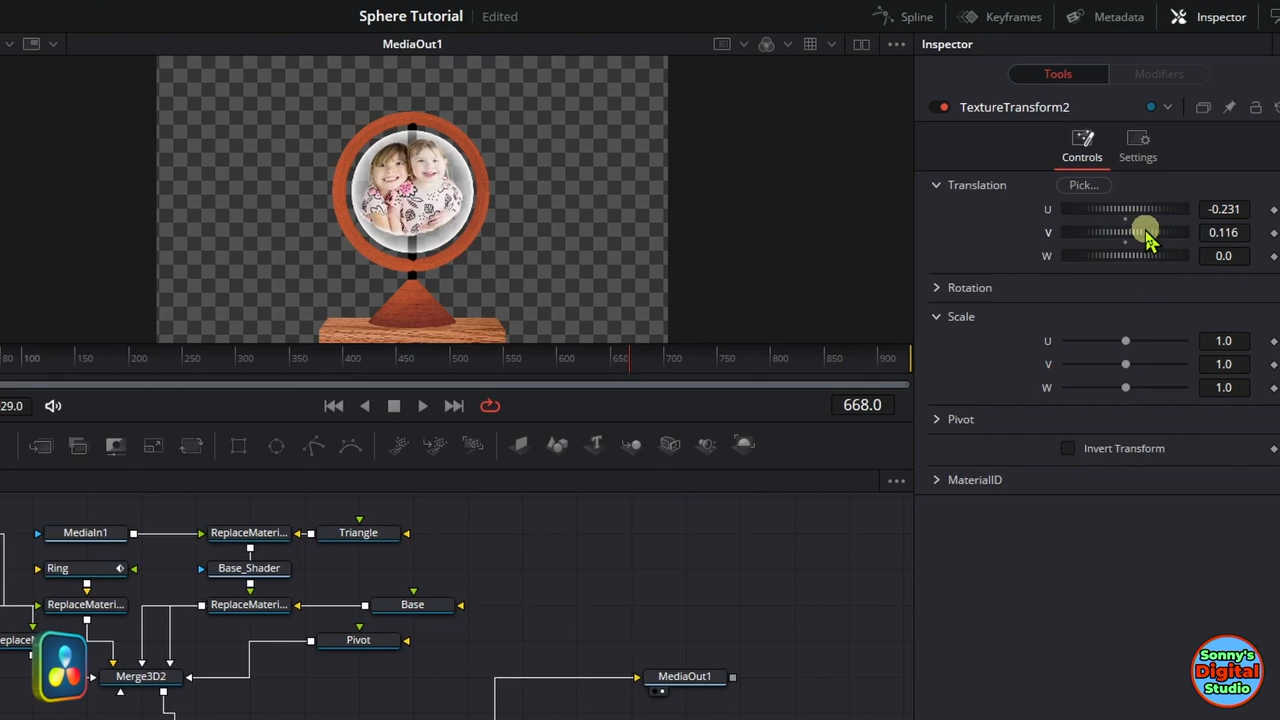 Sphere Tutorial Edited
Spline Keyframes Metadata Inspector
MediaOut1
Inspector
Tools Modifiers
TextureTransform2
Controls Settings
Translation Pick...
U -0.231
V 0.116
W 0.0
Rotation
Scale
U 1.0
V 1.0
W 1.0
Pivot
Invert Transform
MaterialID
80 100 150 200 250 300 350 400 450 500 550 600 650 700 750 800 850 900
29.0 668.0
MediaIn1 ReplaceMateri... Triangle
Ring Base_Shader
ReplaceMateri... ReplaceMateri... Base
Pivot
Merge3D2 MediaOut1
Sonny's
Digital
Studio